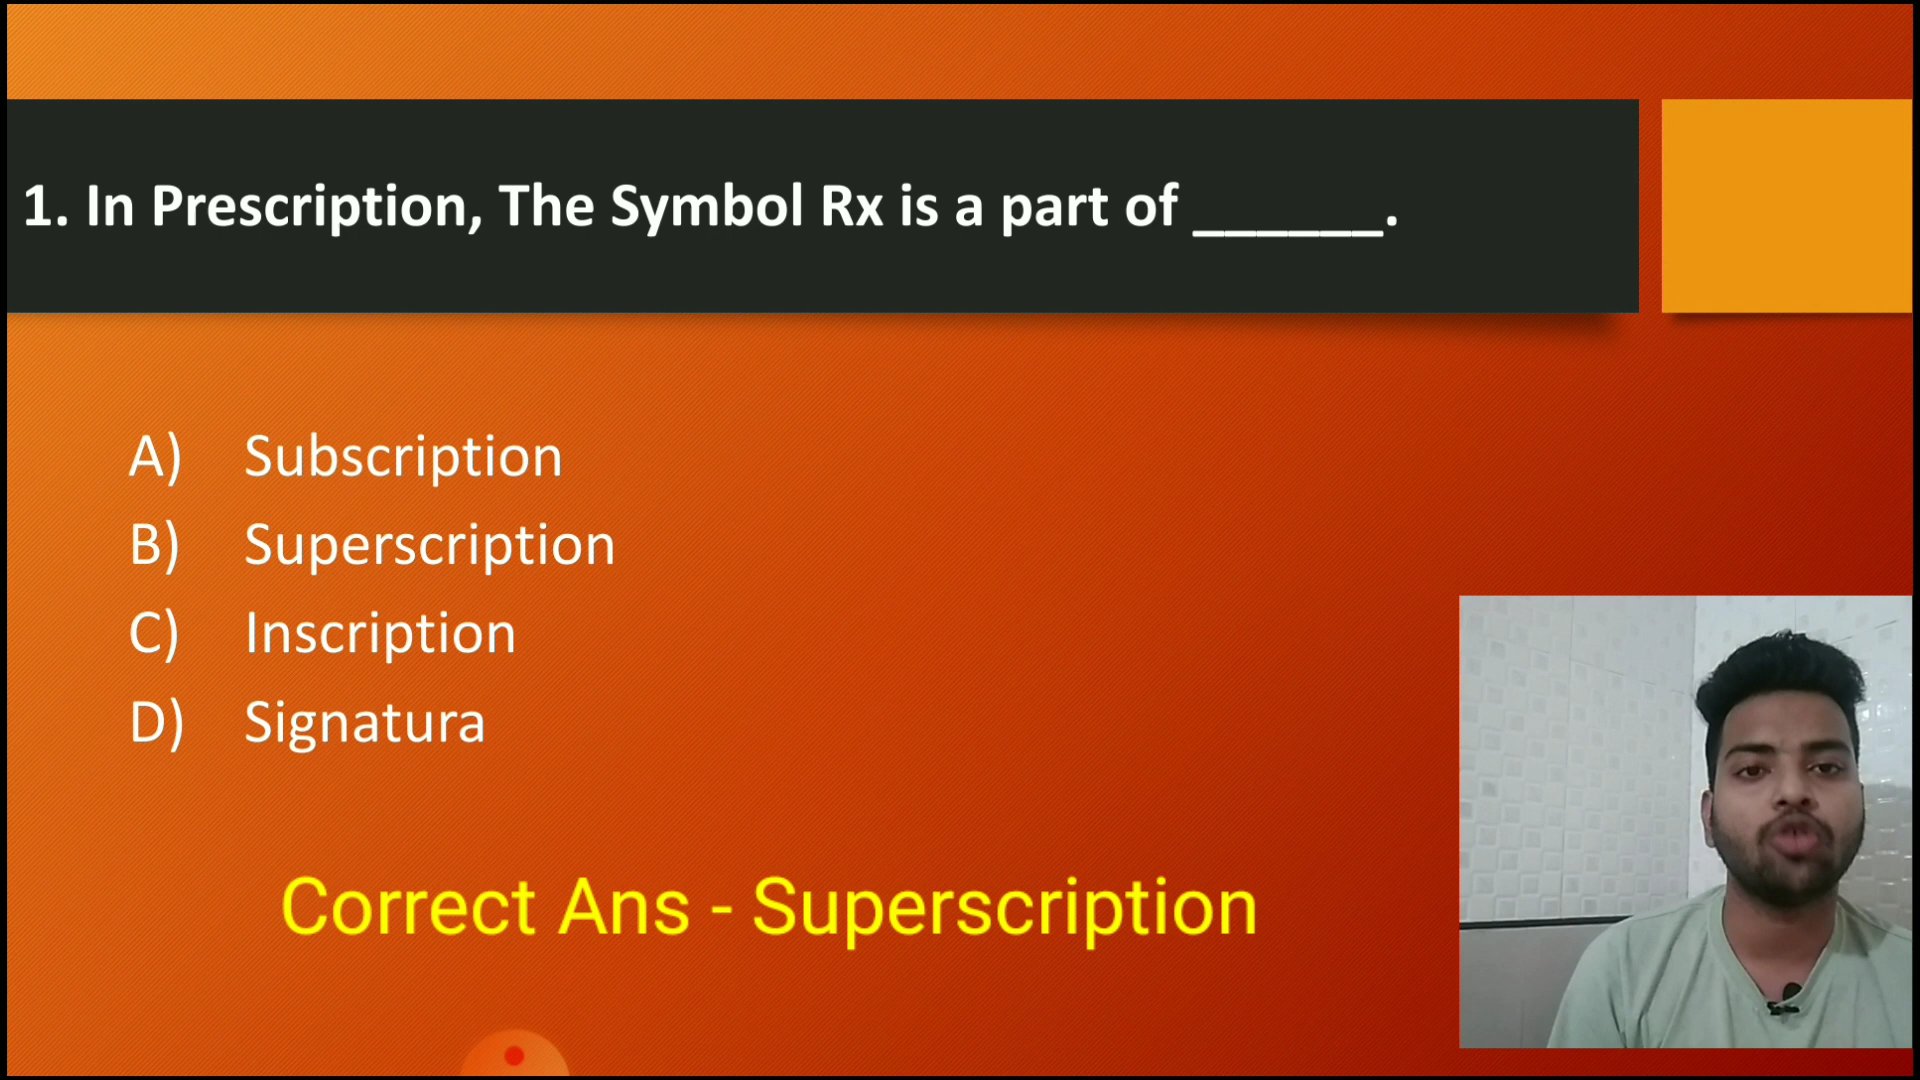 1. In Prescription, The Symbol Rx is a part of ______.
A) Subscription
B) Superscription
C) Inscription
D) Signatura
Correct Ans - Superscription